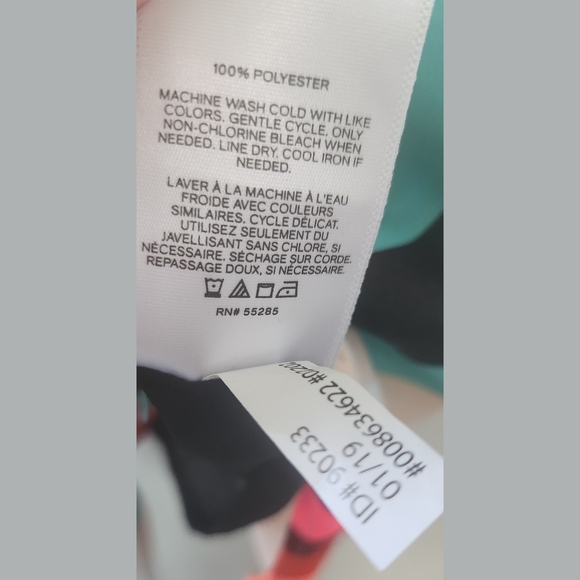 100% POLYESTER
MACHINE WASH COLD WITH LIKE
COLORS. GENTLE CYCLE. ONLY
NON-CHLORINE BLEACH WHEN
NEEDED. LINE DRY. COOL IRON IF
NEEDED.
LAVER À LA MACHINE À L'EAU
FROIDE AVEC COULEURS
SIMILAIRES. CYCLE DÉLICAT.
UTILISEZ SEULEMENT DU
JAVELLISANT SANS CHLORE, SI
NÉCESSAIRE. SÉCHAGE SUR CORDE.
REPASSAGE DOUX, SI NÉCESSAIRE.
RN# 55285
ID# 90233
01/19
#008634622